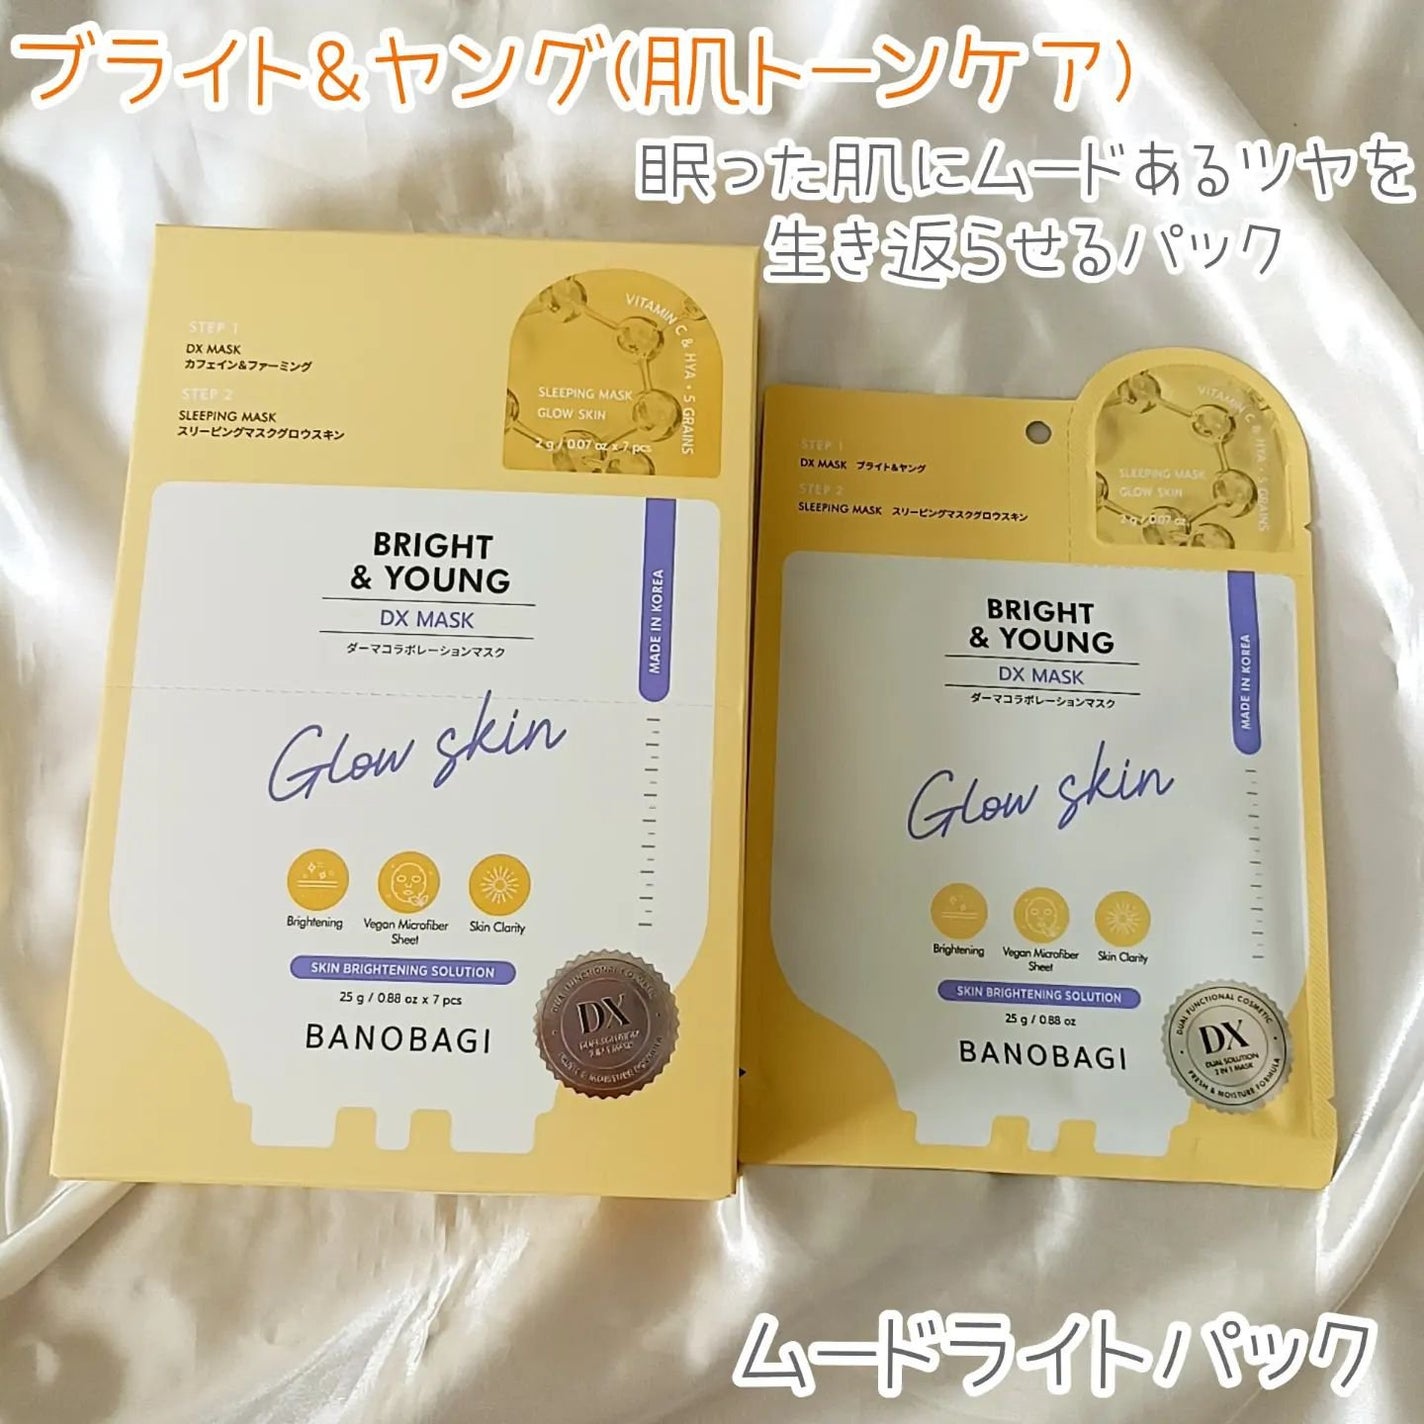 ブライト&ヤング(肌トーンケア)
眠った肌にムードあるツヤを
生き返らせるパック
STEP 1
DX MASK
カフェイン&ファーミング
STEP 2
SLEEPING MASK
スリーピングマスクグロウスキン
VITAMIN C & HYA • 5 GRAINS
SLEEPING MASK
GLOW SKIN
2 g / 0.07 oz x 7 pcs
BRIGHT
& YOUNG
DX MASK
ダーマコラボレーションマスク
MADE IN KOREA
Glow skin
Brightening
Vegan Microfiber
Sheet
Skin Clarity
SKIN BRIGHTENING SOLUTION
25 g / 0.88 oz x 7 pcs
BANOBAGI
DX
STEP 1
DX MASK ブライト&ヤング
STEP 2
SLEEPING MASK スリーピングマスクグロウスキン
VITAMIN C & HYA • 5 GRAINS
SLEEPING MASK
GLOW SKIN
2 g / 0.07 oz
BRIGHT
& YOUNG
DX MASK
ダーマコラボレーションマスク
MADE IN KOREA
Glow skin
Brightening
Vegan Microfiber
Sheet
Skin Clarity
SKIN BRIGHTENING SOLUTION
25 g / 0.88 oz
BANOBAGI
DUAL FUNCTIONAL COSMETIC
DX
DUAL SOLUTION
2 IN 1 MASK
FRESH & MOISTURE FORMULA
ムードライトパック